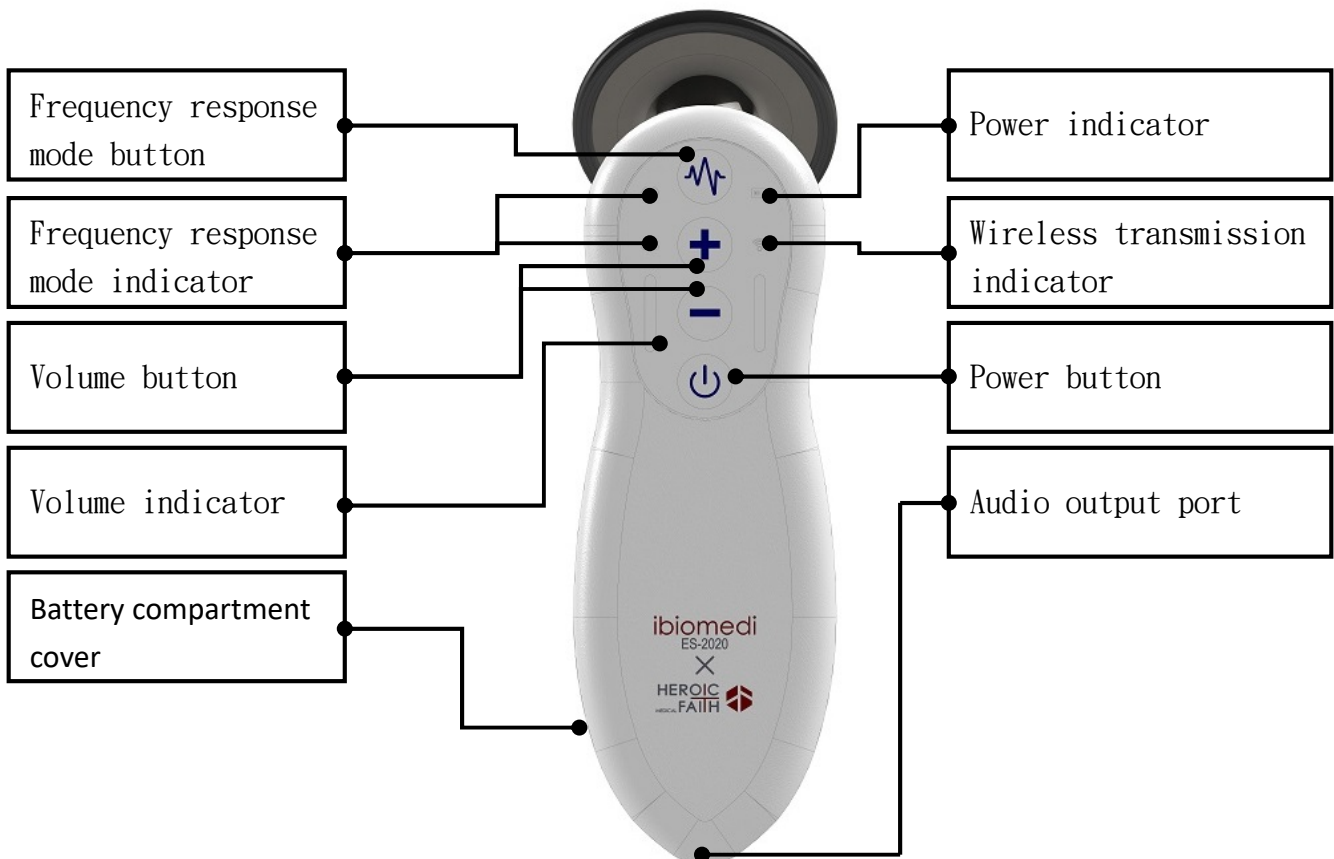 Frequency response
mode button
Frequency response
mode indicator
Volume button
Volume indicator
Battery compartment
cover
Power indicator
Wireless transmission
indicator
Power button
Audio output port
ibiomedi
ES-2020
HEROIC
MEDICAL FAITH